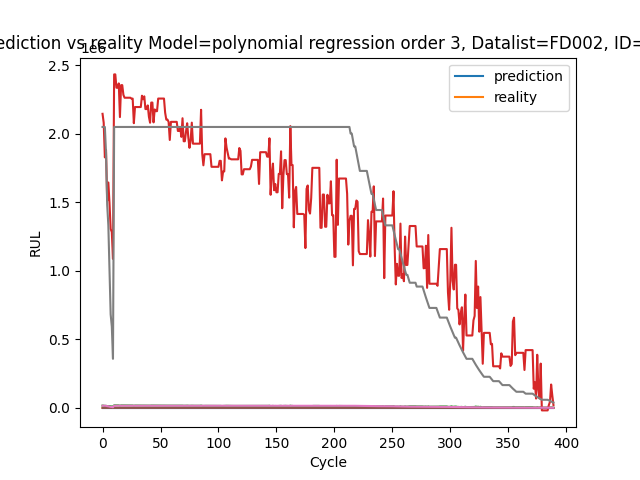 ediction vs reality Model=polynomial regression order 3, Datalist=FD002, ID=
1e6
2.5
2.0
1.5
1.0
0.5
0.0
RUL
prediction
reality
0 50 100 150 200 250 300 350 400
Cycle